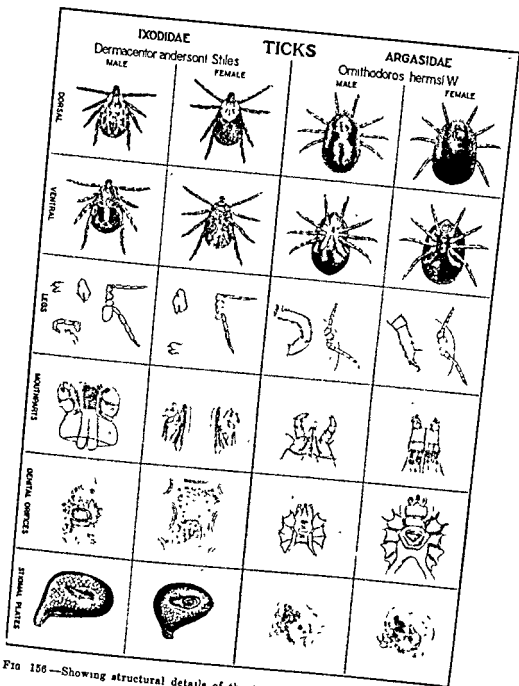 IXODIDAE TICKS ARGASIDAE
Dermacentor andersoni Stiles Ornithodoros hermsi W
MALE FEMALE MALE FEMALE
DORSAL
VENTRAL
LEGS
MOUTHPARTS
GENITAL ORIFICES
STIGMAL PLATES
FIG 156—Showing structural details of the